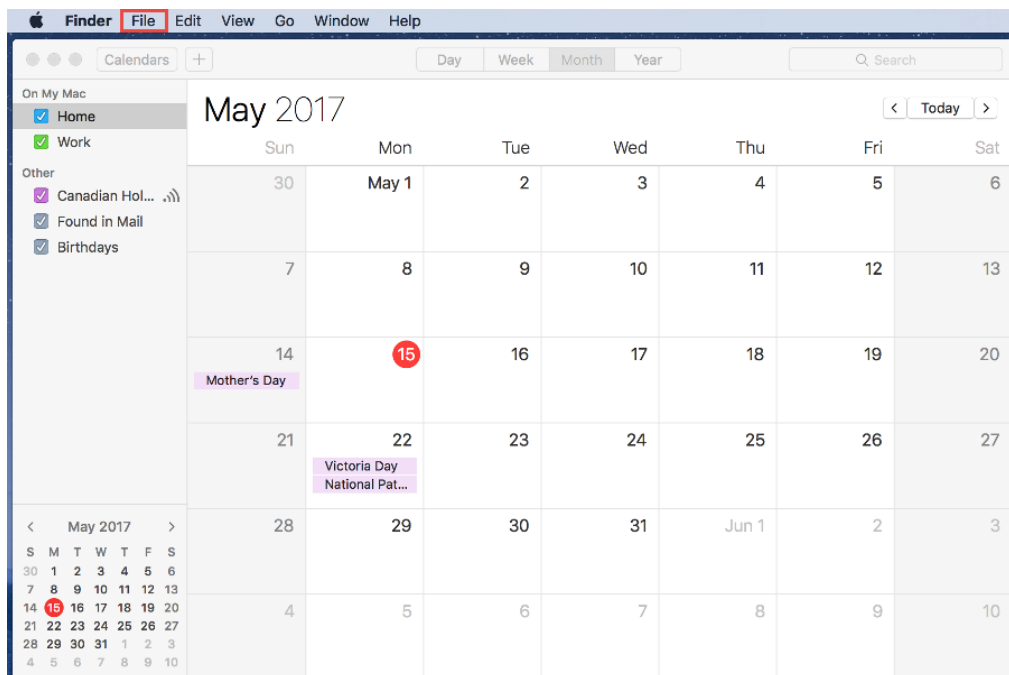 Finder File Edit View Go Window Help
Calendars + Day Week Month Year Search
On My Mac
Home
Work
Other
Canadian Hol...
Found in Mail
Birthdays
May 2017
< Today >
Sun Mon Tue Wed Thu Fri Sat
30 May 1 2 3 4 5 6
7 8 9 10 11 12 13
14 15 16 17 18 19 20
Mother's Day
21 22 23 24 25 26 27
Victoria Day
National Pat...
28 29 30 31 Jun 1 2 3
4 5 6 7 8 9 10
< May 2017 >
S M T W T F S
30 1 2 3 4 5 6
7 8 9 10 11 12 13
14 15 16 17 18 19 20
21 22 23 24 25 26 27
28 29 30 31 1 2 3
4 5 6 7 8 9 10